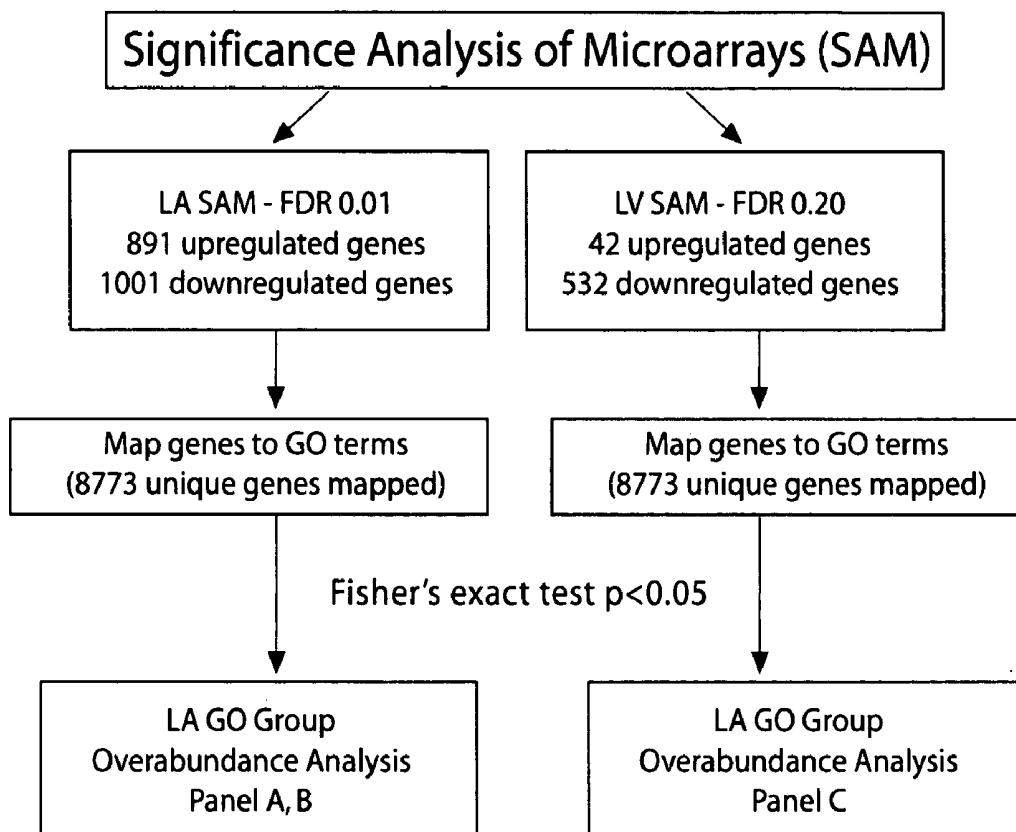 Significance Analysis of Microarrays (SAM)
LA SAM - FDR 0.01
891 upregulated genes
1001 downregulated genes
LV SAM - FDR 0.20
42 upregulated genes
532 downregulated genes
Map genes to GO terms
(8773 unique genes mapped)
Map genes to GO terms
(8773 unique genes mapped)
Fisher's exact test p<0.05
LA GO Group
Overabundance Analysis
Panel A, B
LA GO Group
Overabundance Analysis
Panel C